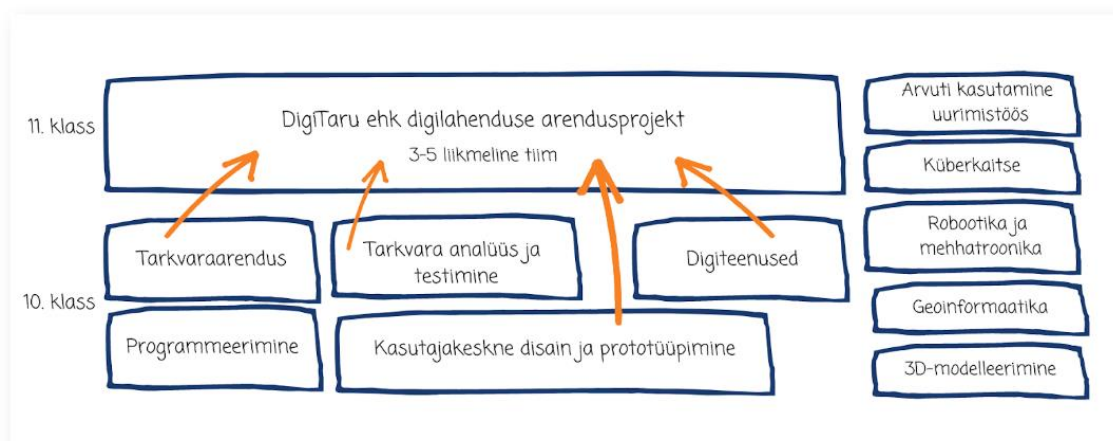 11. klass
DigiTaru ehk digilahenduse arendusprojekt
3-5 liikmeline tiim
10. klass
Tarkvaraarendus
Tarkvara analüüs ja
testimine
Digiteenused
Programmeerimine
Kasutajakeskne disain ja prototüüpimine
Arvuti kasutamine
uurimistöös
Küberkaitse
Robootika ja
mehhatroonika
Geoinformaatika
3D-modelleerimine